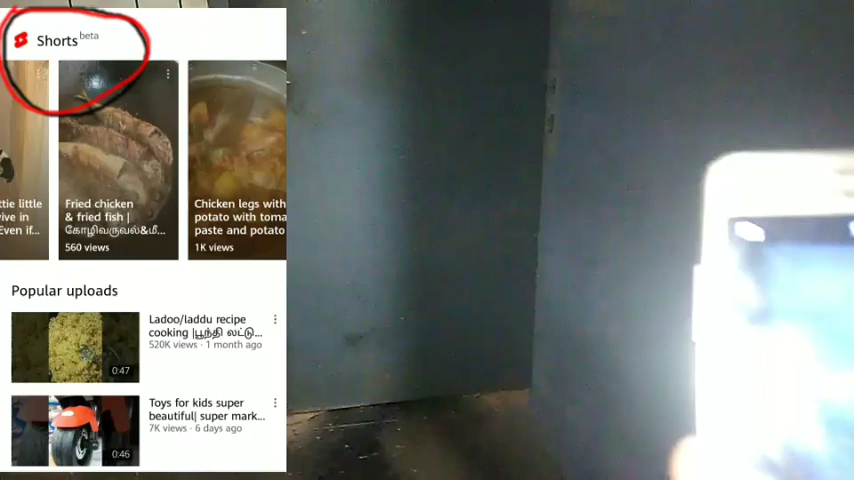 Shorts beta
ttle little
vive in
Even if...
Fried chicken
& fried fish |
கோழிவருவல்&மீ...
560 views
Chicken legs with
potato with toma
paste and potato
1K views
Popular uploads
Ladoo/laddu recipe
cooking |பூந்தி லட்டு...
520K views · 1 month ago
0:47
Toys for kids super
beautiful| super mark...
7K views · 6 days ago
0:46